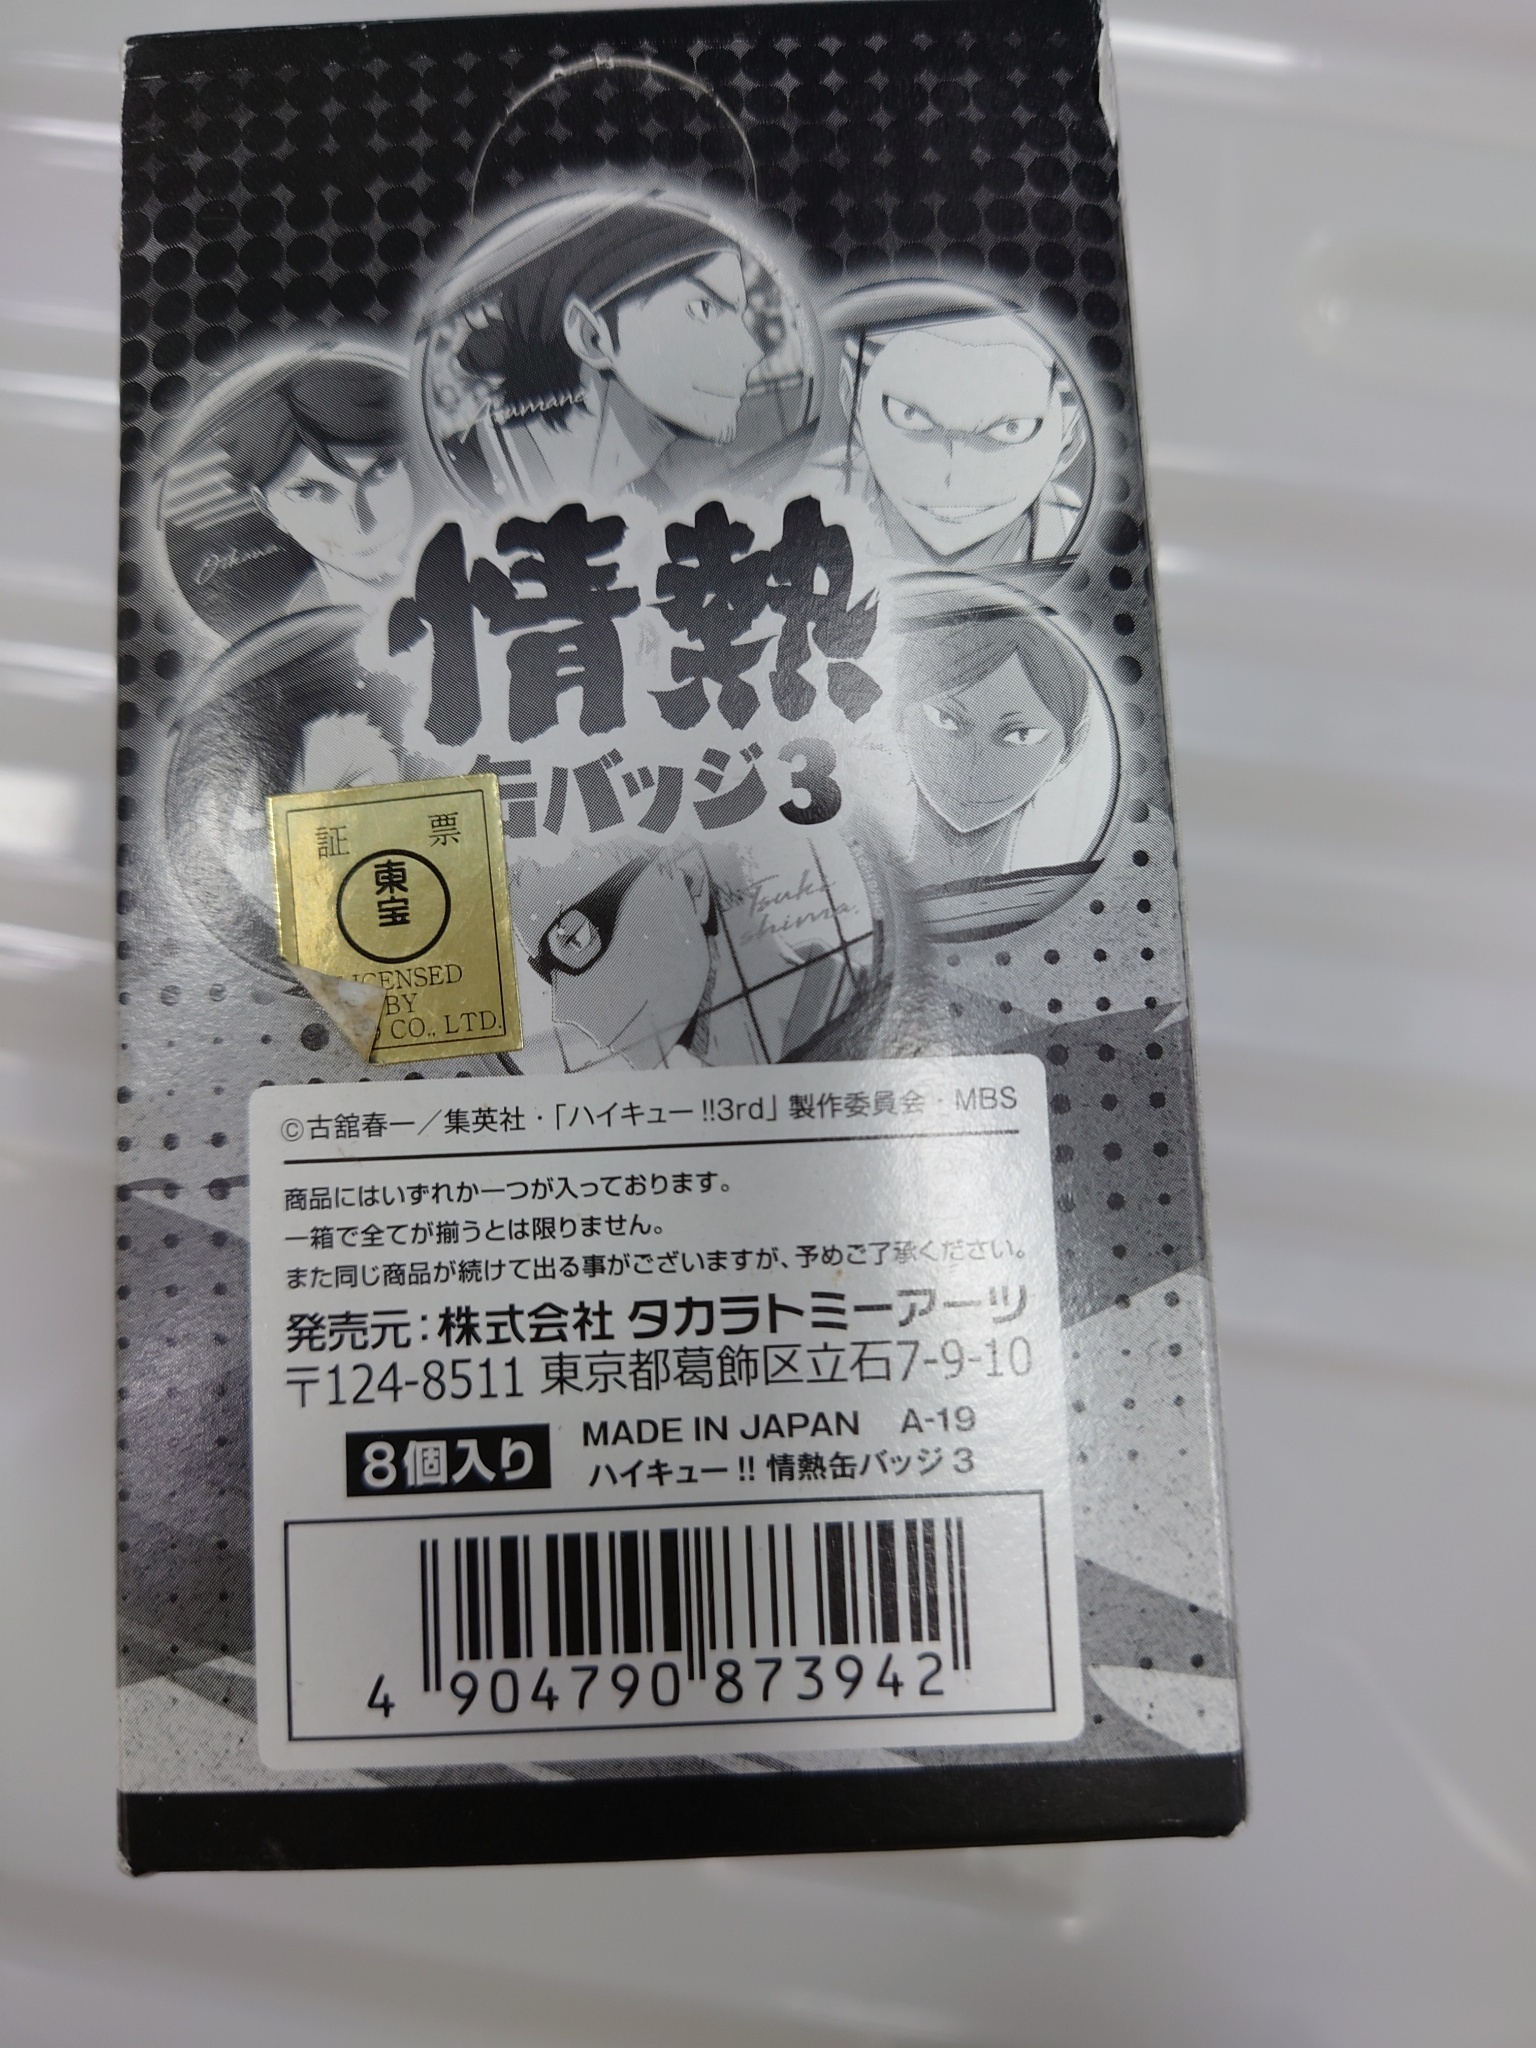 Azumane
Oikawa
情熱
缶バッジ3
Tsuki
shima.
証 票
東宝
LICENSED
BY
CO., LTD.
©古舘春一／集英社・「ハイキュー!!3rd」製作委員会・MBS
商品にはいずれか一つが入っております。
一箱で全てが揃うとは限りません。
また同じ商品が続けて出る事がございますが、予めご了承ください。
発売元：株式会社 タカラトミーアーツ
〒124-8511 東京都葛飾区立石7-9-10
8個入り
MADE IN JAPAN A-19
ハイキュー!! 情熱缶バッジ3
4 904790 873942